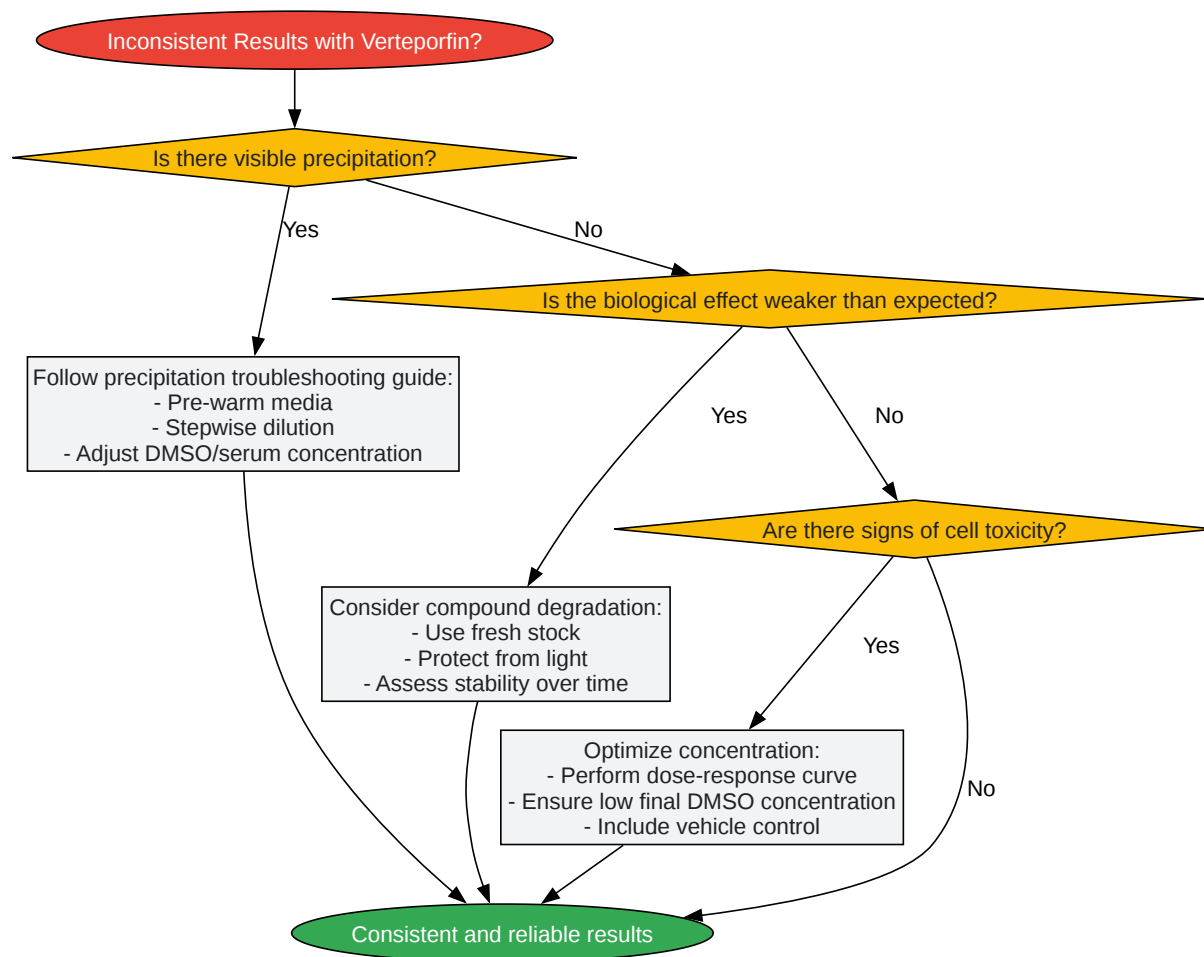 Inconsistent Results with Verteporfin?
Is there visible precipitation?
Yes
No
Is the biological effect weaker than expected?
Follow precipitation troubleshooting guide:
- Pre-warm media
- Stepwise dilution
- Adjust DMSO/serum concentration
Yes
No
Are there signs of cell toxicity?
Consider compound degradation:
- Use fresh stock
- Protect from light
- Assess stability over time
Yes
No
Optimize concentration:
- Perform dose-response curve
- Ensure low final DMSO concentration
- Include vehicle control
Consistent and reliable results